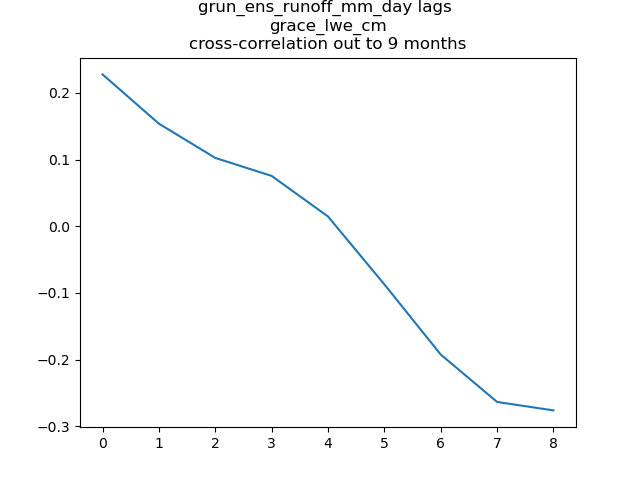 grun_ens_runoff_mm_day lags
grace_lwe_cm
cross-correlation out to 9 months
0.2
0.1
0.0
−0.1
−0.2
−0.3
0 1 2 3 4 5 6 7 8